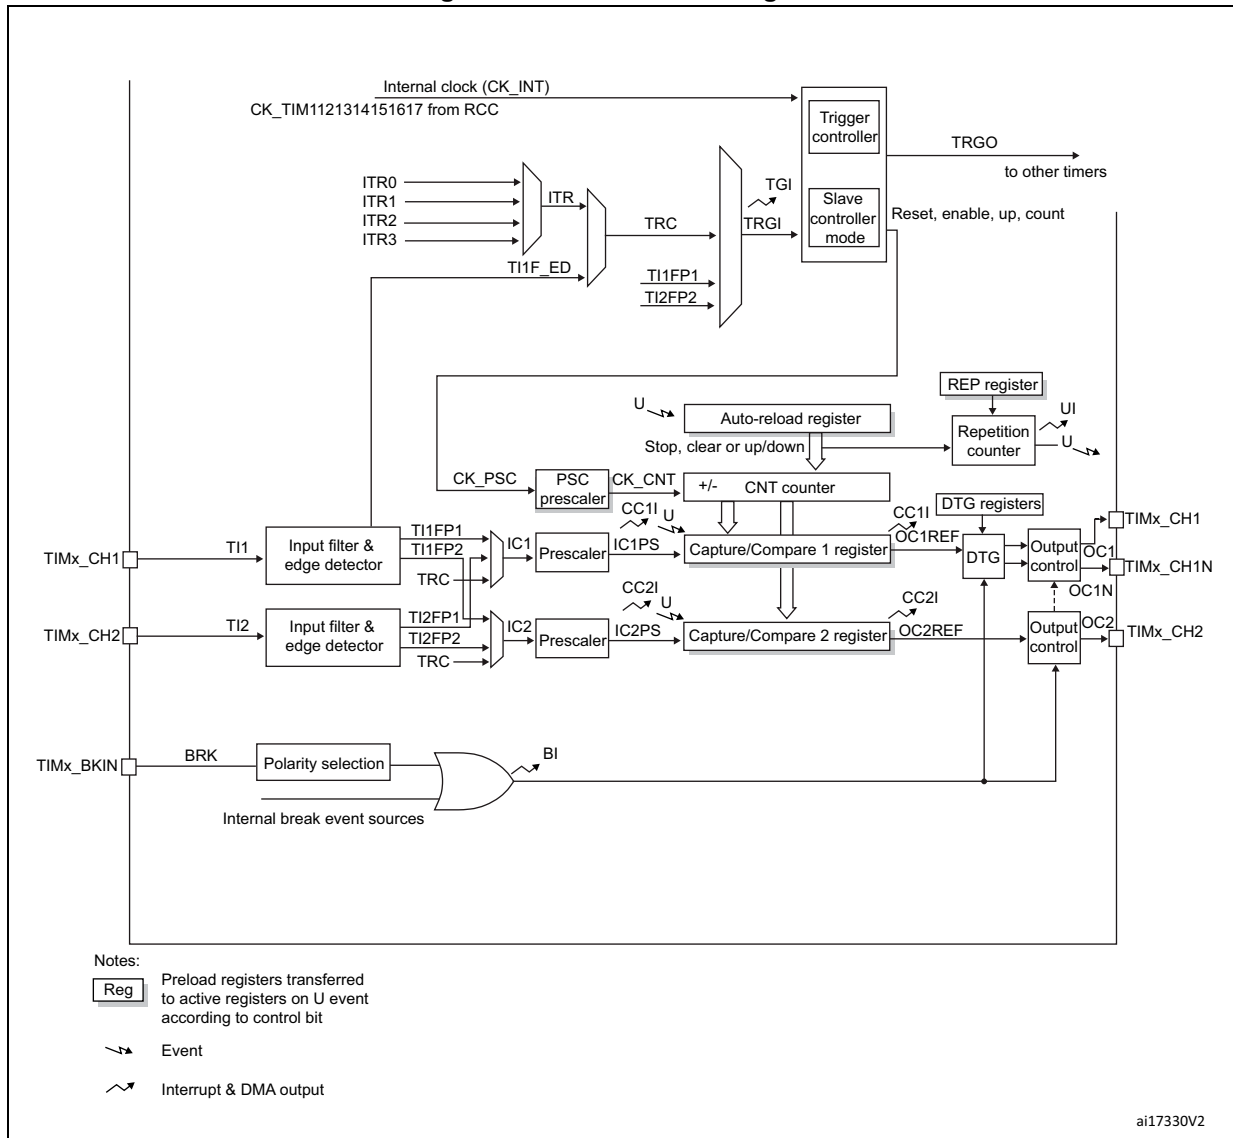 Internal clock (CK_INT)
CK_TIM1121314151617 from RCC
Trigger
controller
TRGO
to other timers
ITR0
ITR1
ITR2
ITR3
ITR
TRC
TGI
TRGI
Slave
controller
mode
Reset, enable, up, count
TI1F_ED
TI1FP1
TI2FP2
REP register
U
Auto-reload register
UI
Repetition
counter
U
Stop, clear or up/down
CK_PSC
PSC
prescaler
CK_CNT
+/-
CNT counter
DTG registers
CC1I
U
CC1I
TIMx_CH1
TI1FP1
TIMx_CH1
TI1
Input filter &
edge detector
TI1FP2
TRC
IC1
Prescaler
IC1PS
Capture/Compare 1 register
OC1REF
DTG
Output
control
OC1
TIMx_CH1N
OC1N
CC2I
U
CC2I
TIMx_CH2
TI2
Input filter &
edge detector
TI2FP1
TI2FP2
TRC
IC2
Prescaler
IC2PS
Capture/Compare 2 register
OC2REF
Output
control
OC2
TIMx_CH2
TIMx_BKIN
BRK
Polarity selection
BI
Internal break event sources
Notes:
Reg
Preload registers transferred
to active registers on U event
according to control bit
Event
Interrupt & DMA output
ai17330V2